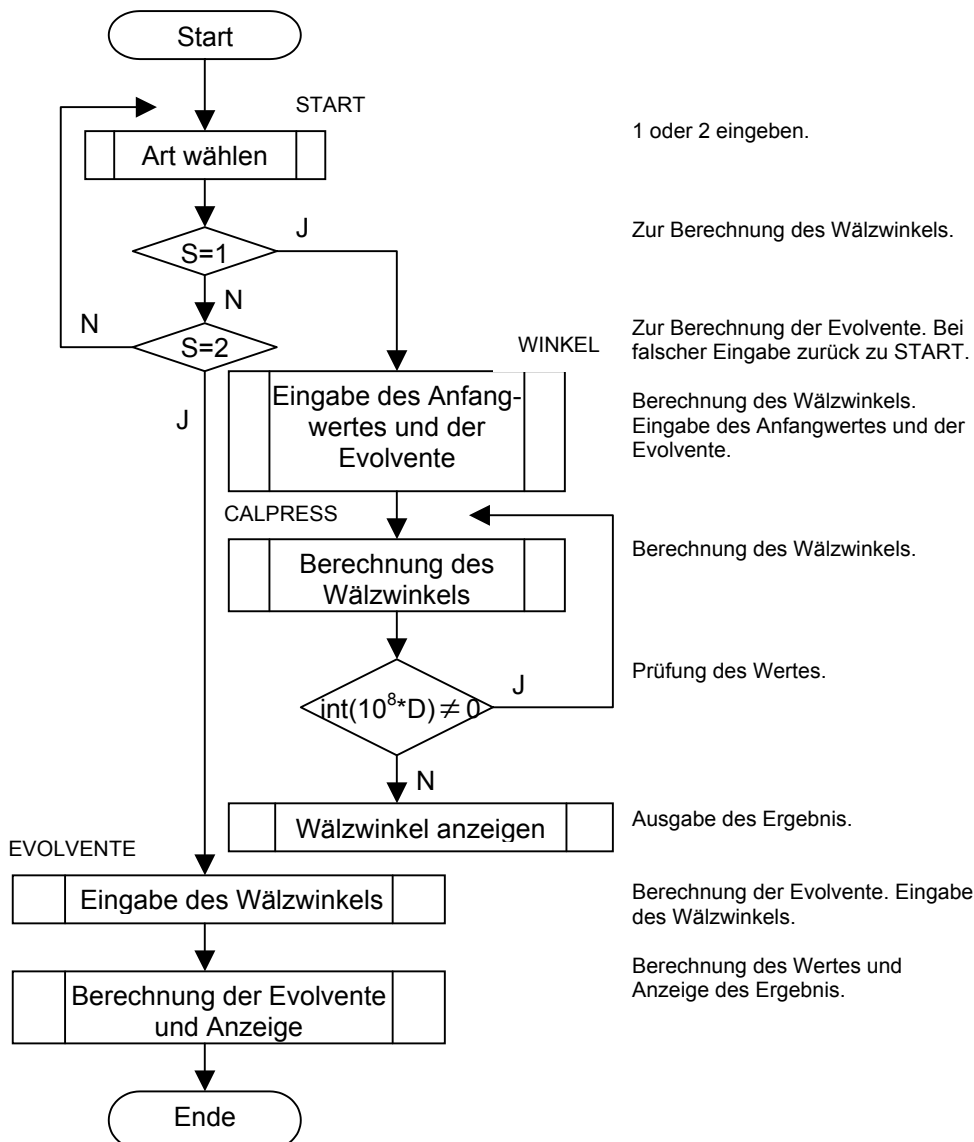 Start
START
Art wählen
1 oder 2 eingeben.
J
S=1
Zur Berechnung des Wälzwinkels.
N
N
S=2
WINKEL
Zur Berechnung der Evolvente. Bei
falscher Eingabe zurück zu START.
J
Eingabe des Anfang-
wertes und der
Evolvente
Berechnung des Wälzwinkels.
Eingabe des Anfangwertes und der
Evolvente.
CALPRESS
Berechnung des
Wälzwinkels
Berechnung des Wälzwinkels.
int(10⁸*D) ≠ 0
J
Prüfung des Wertes.
N
Wälzwinkel anzeigen
Ausgabe des Ergebnis.
EVOLVENTE
Eingabe des Wälzwinkels
Berechnung der Evolvente. Eingabe
des Wälzwinkels.
Berechnung der Evolvente
und Anzeige
Berechnung des Wertes und
Anzeige des Ergebnis.
Ende